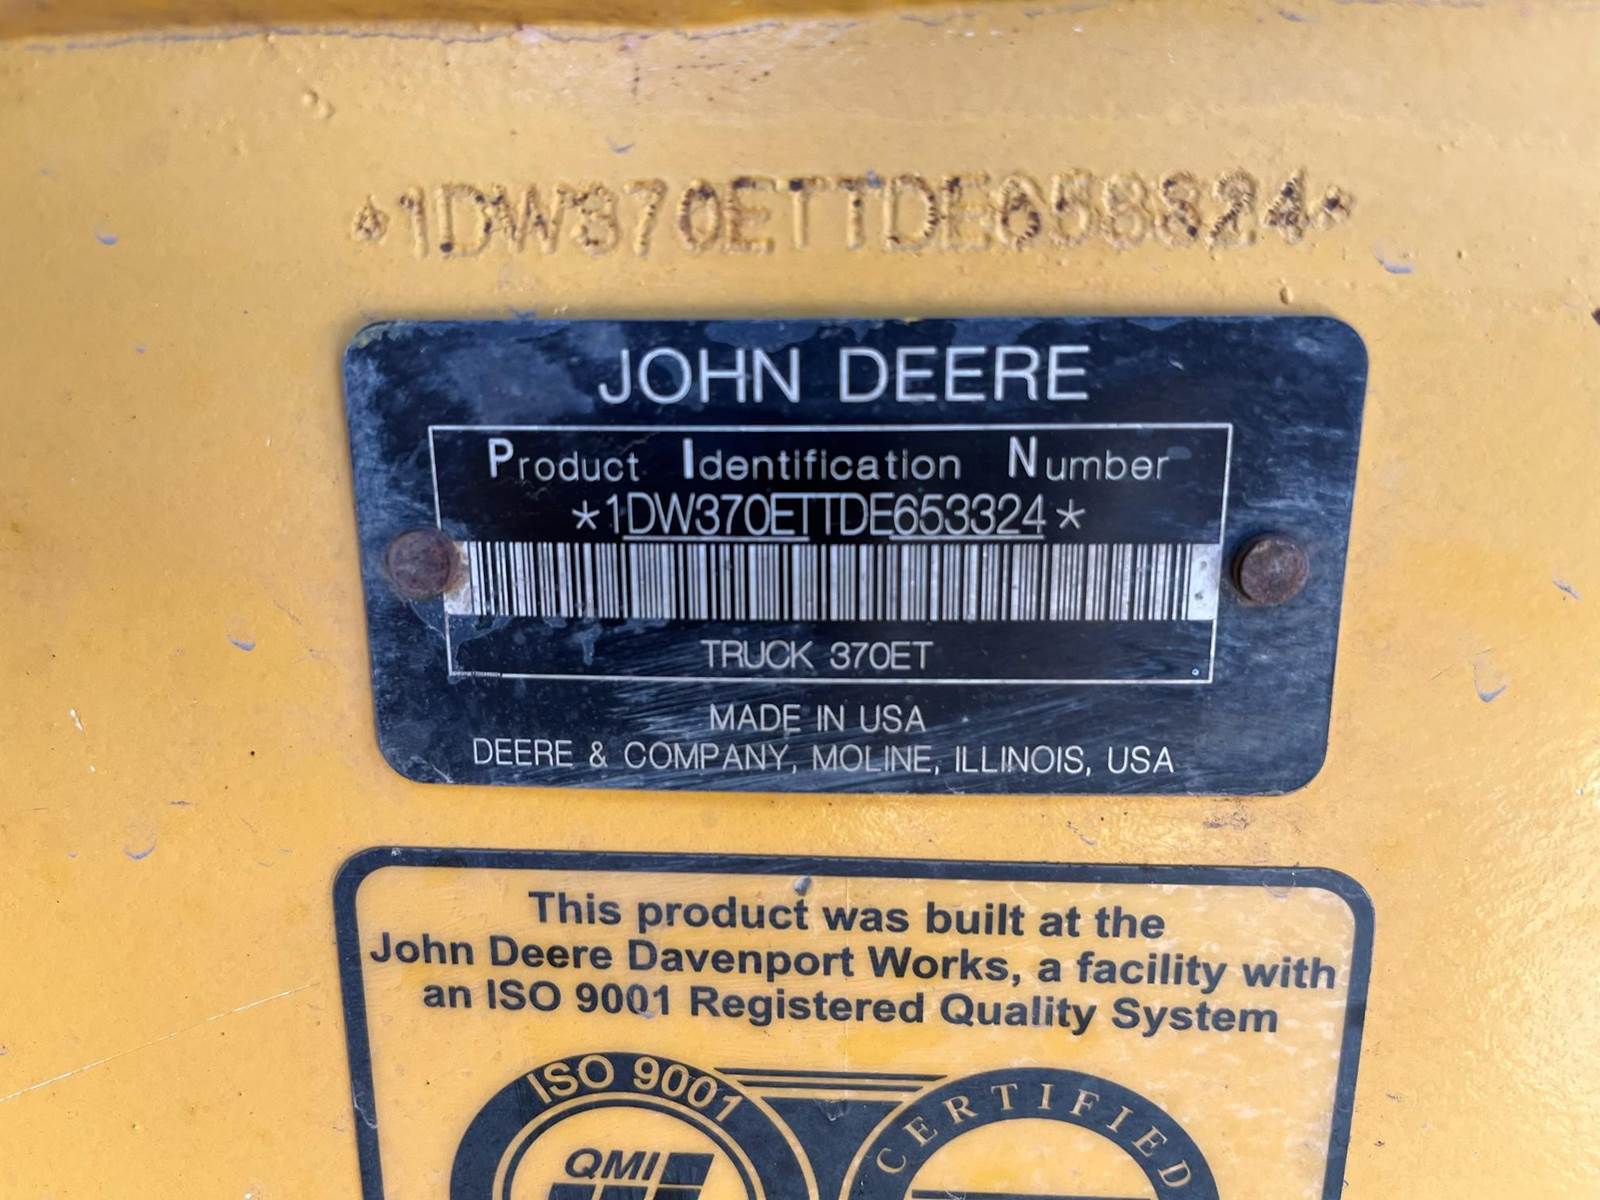 1DW370ETTDE658824
JOHN DEERE
Product Identification Number
*1DW370ETTDE653324*
TRUCK 370ET
MADE IN USA
DEERE & COMPANY, MOLINE, ILLINOIS, USA
This product was built at the
John Deere Davenport Works, a facility with
an ISO 9001 Registered Quality System
ISO 9001
CERTIFIED
QMI